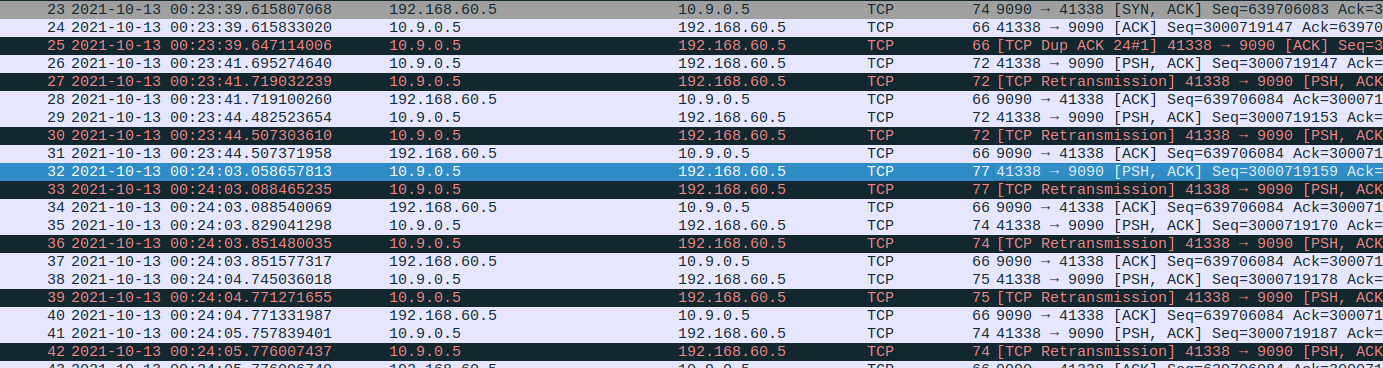 23 2021-10-13 00:23:39.615807068 192.168.60.5 10.9.0.5 TCP 74 9090 → 41338 [SYN, ACK] Seq=639706083 Ack=3
24 2021-10-13 00:23:39.615833020 10.9.0.5 192.168.60.5 TCP 66 41338 → 9090 [ACK] Seq=3000719147 Ack=63970
25 2021-10-13 00:23:39.647114006 10.9.0.5 192.168.60.5 TCP 66 [TCP Dup ACK 24#1] 41338 → 9090 [ACK] Seq=3
26 2021-10-13 00:23:41.695274640 10.9.0.5 192.168.60.5 TCP 72 41338 → 9090 [PSH, ACK] Seq=3000719147 Ack=
27 2021-10-13 00:23:41.719032239 10.9.0.5 192.168.60.5 TCP 72 [TCP Retransmission] 41338 → 9090 [PSH, ACK
28 2021-10-13 00:23:41.719100260 192.168.60.5 10.9.0.5 TCP 66 9090 → 41338 [ACK] Seq=639706084 Ack=300071
29 2021-10-13 00:23:44.482523654 10.9.0.5 192.168.60.5 TCP 72 41338 → 9090 [PSH, ACK] Seq=3000719153 Ack=
30 2021-10-13 00:23:44.507303610 10.9.0.5 192.168.60.5 TCP 72 [TCP Retransmission] 41338 → 9090 [PSH, ACK
31 2021-10-13 00:23:44.507371958 192.168.60.5 10.9.0.5 TCP 66 9090 → 41338 [ACK] Seq=639706084 Ack=300071
32 2021-10-13 00:24:03.058657813 10.9.0.5 192.168.60.5 TCP 77 41338 → 9090 [PSH, ACK] Seq=3000719159 Ack=
33 2021-10-13 00:24:03.088465235 10.9.0.5 192.168.60.5 TCP 77 [TCP Retransmission] 41338 → 9090 [PSH, ACK
34 2021-10-13 00:24:03.088540069 192.168.60.5 10.9.0.5 TCP 66 9090 → 41338 [ACK] Seq=639706084 Ack=300071
35 2021-10-13 00:24:03.829041298 10.9.0.5 192.168.60.5 TCP 74 41338 → 9090 [PSH, ACK] Seq=3000719170 Ack=
36 2021-10-13 00:24:03.851480035 10.9.0.5 192.168.60.5 TCP 74 [TCP Retransmission] 41338 → 9090 [PSH, ACK
37 2021-10-13 00:24:03.851577317 192.168.60.5 10.9.0.5 TCP 66 9090 → 41338 [ACK] Seq=639706084 Ack=300071
38 2021-10-13 00:24:04.745036018 10.9.0.5 192.168.60.5 TCP 75 41338 → 9090 [PSH, ACK] Seq=3000719178 Ack=
39 2021-10-13 00:24:04.771271655 10.9.0.5 192.168.60.5 TCP 75 [TCP Retransmission] 41338 → 9090 [PSH, ACK
40 2021-10-13 00:24:04.771331987 192.168.60.5 10.9.0.5 TCP 66 9090 → 41338 [ACK] Seq=639706084 Ack=300071
41 2021-10-13 00:24:05.757839401 10.9.0.5 192.168.60.5 TCP 74 41338 → 9090 [PSH, ACK] Seq=3000719187 Ack=
42 2021-10-13 00:24:05.776007437 10.9.0.5 192.168.60.5 TCP 74 [TCP Retransmission] 41338 → 9090 [PSH, ACK